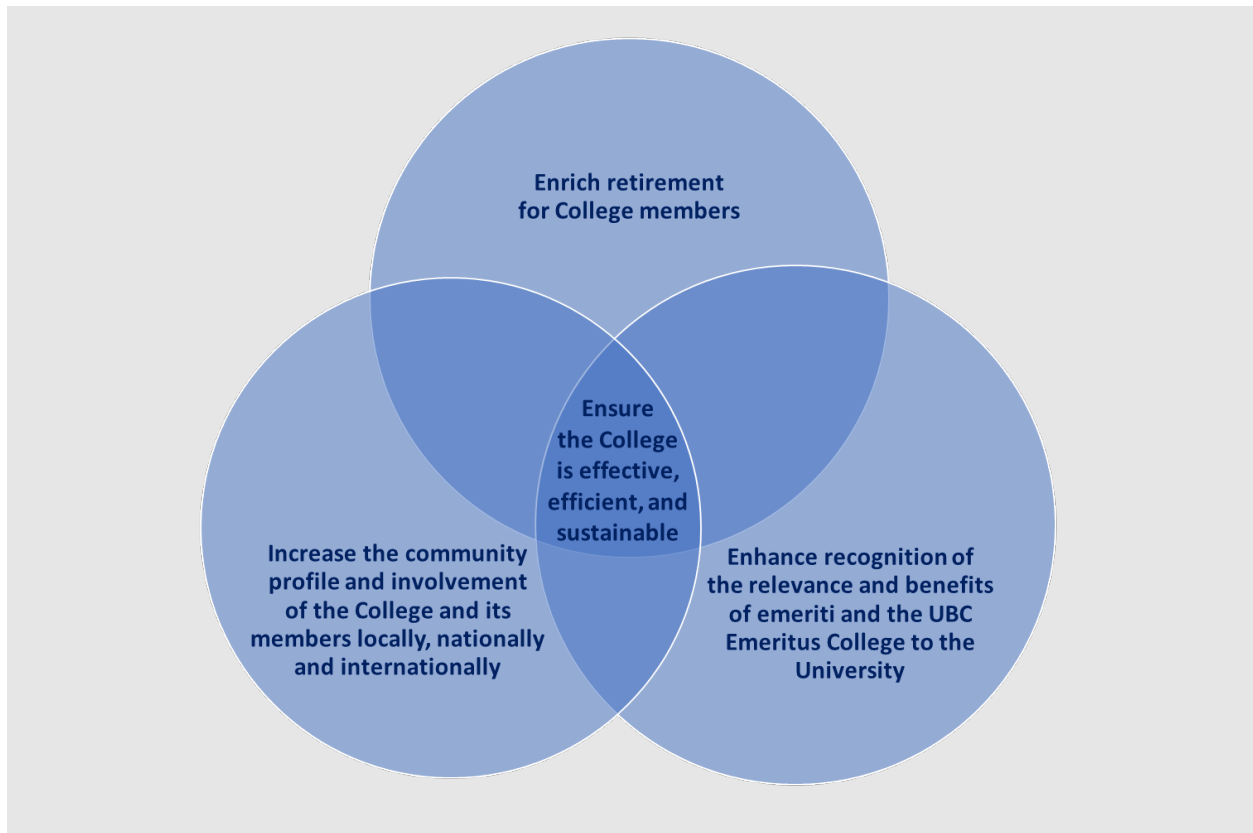 Enrich retirement
for College members
Ensure
the College
is effective,
efficient, and
sustainable
Increase the community
profile and involvement
of the College and its
members locally, nationally
and internationally
Enhance recognition of
the relevance and benefits
of emeriti and the UBC
Emeritus College to the
University